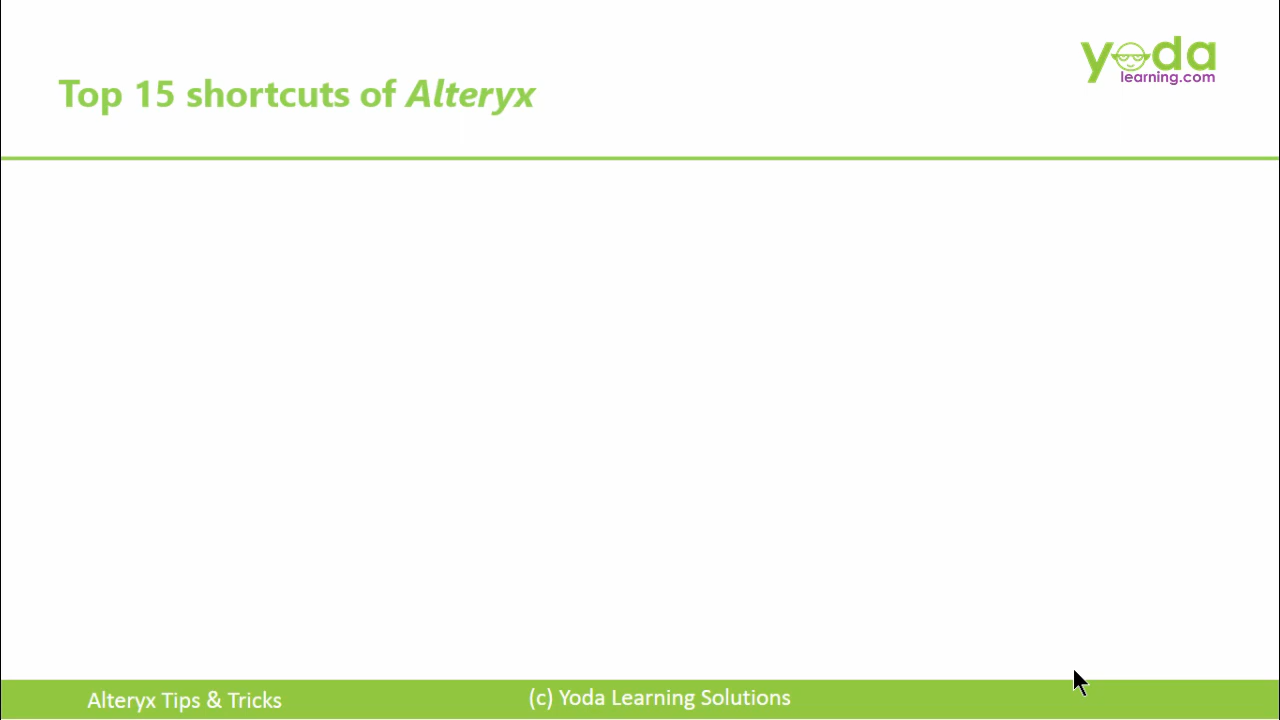 yoda
learning.com
Top 15 shortcuts of Alteryx
Alteryx Tips & Tricks
(c) Yoda Learning Solutions